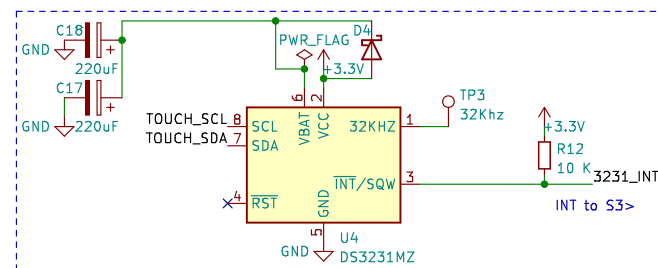 C18
GND
220uF
C17
GND
220uF
PWR_FLAG
D4
+3.3V
6
2
TOUCH_SCL
8
SCL
TOUCH_SDA
7
SDA
VBAT
VCC
32KHZ
1
TP3
32Khz
+3.3V
R12
10 K
INT/SQW
3
3231_INT
INT to S3>
4
RST
GND
5
GND
U4
DS3231MZ